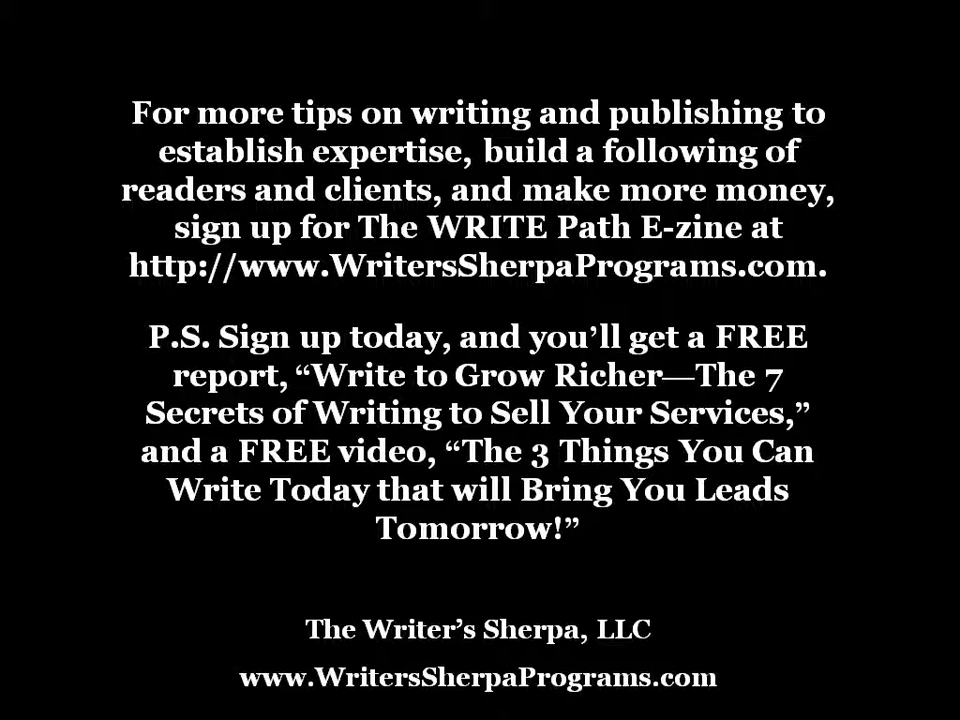 For more tips on writing and publishing to
establish expertise, build a following of
readers and clients, and make more money,
sign up for The WRITE Path E-zine at
http://www.WritersSherpaPrograms.com.
P.S. Sign up today, and you’ll get a FREE
report, “Write to Grow Richer—The 7
Secrets of Writing to Sell Your Services,”
and a FREE video, “The 3 Things You Can
Write Today that will Bring You Leads
Tomorrow!”
The Writer’s Sherpa, LLC
www.WritersSherpaPrograms.com